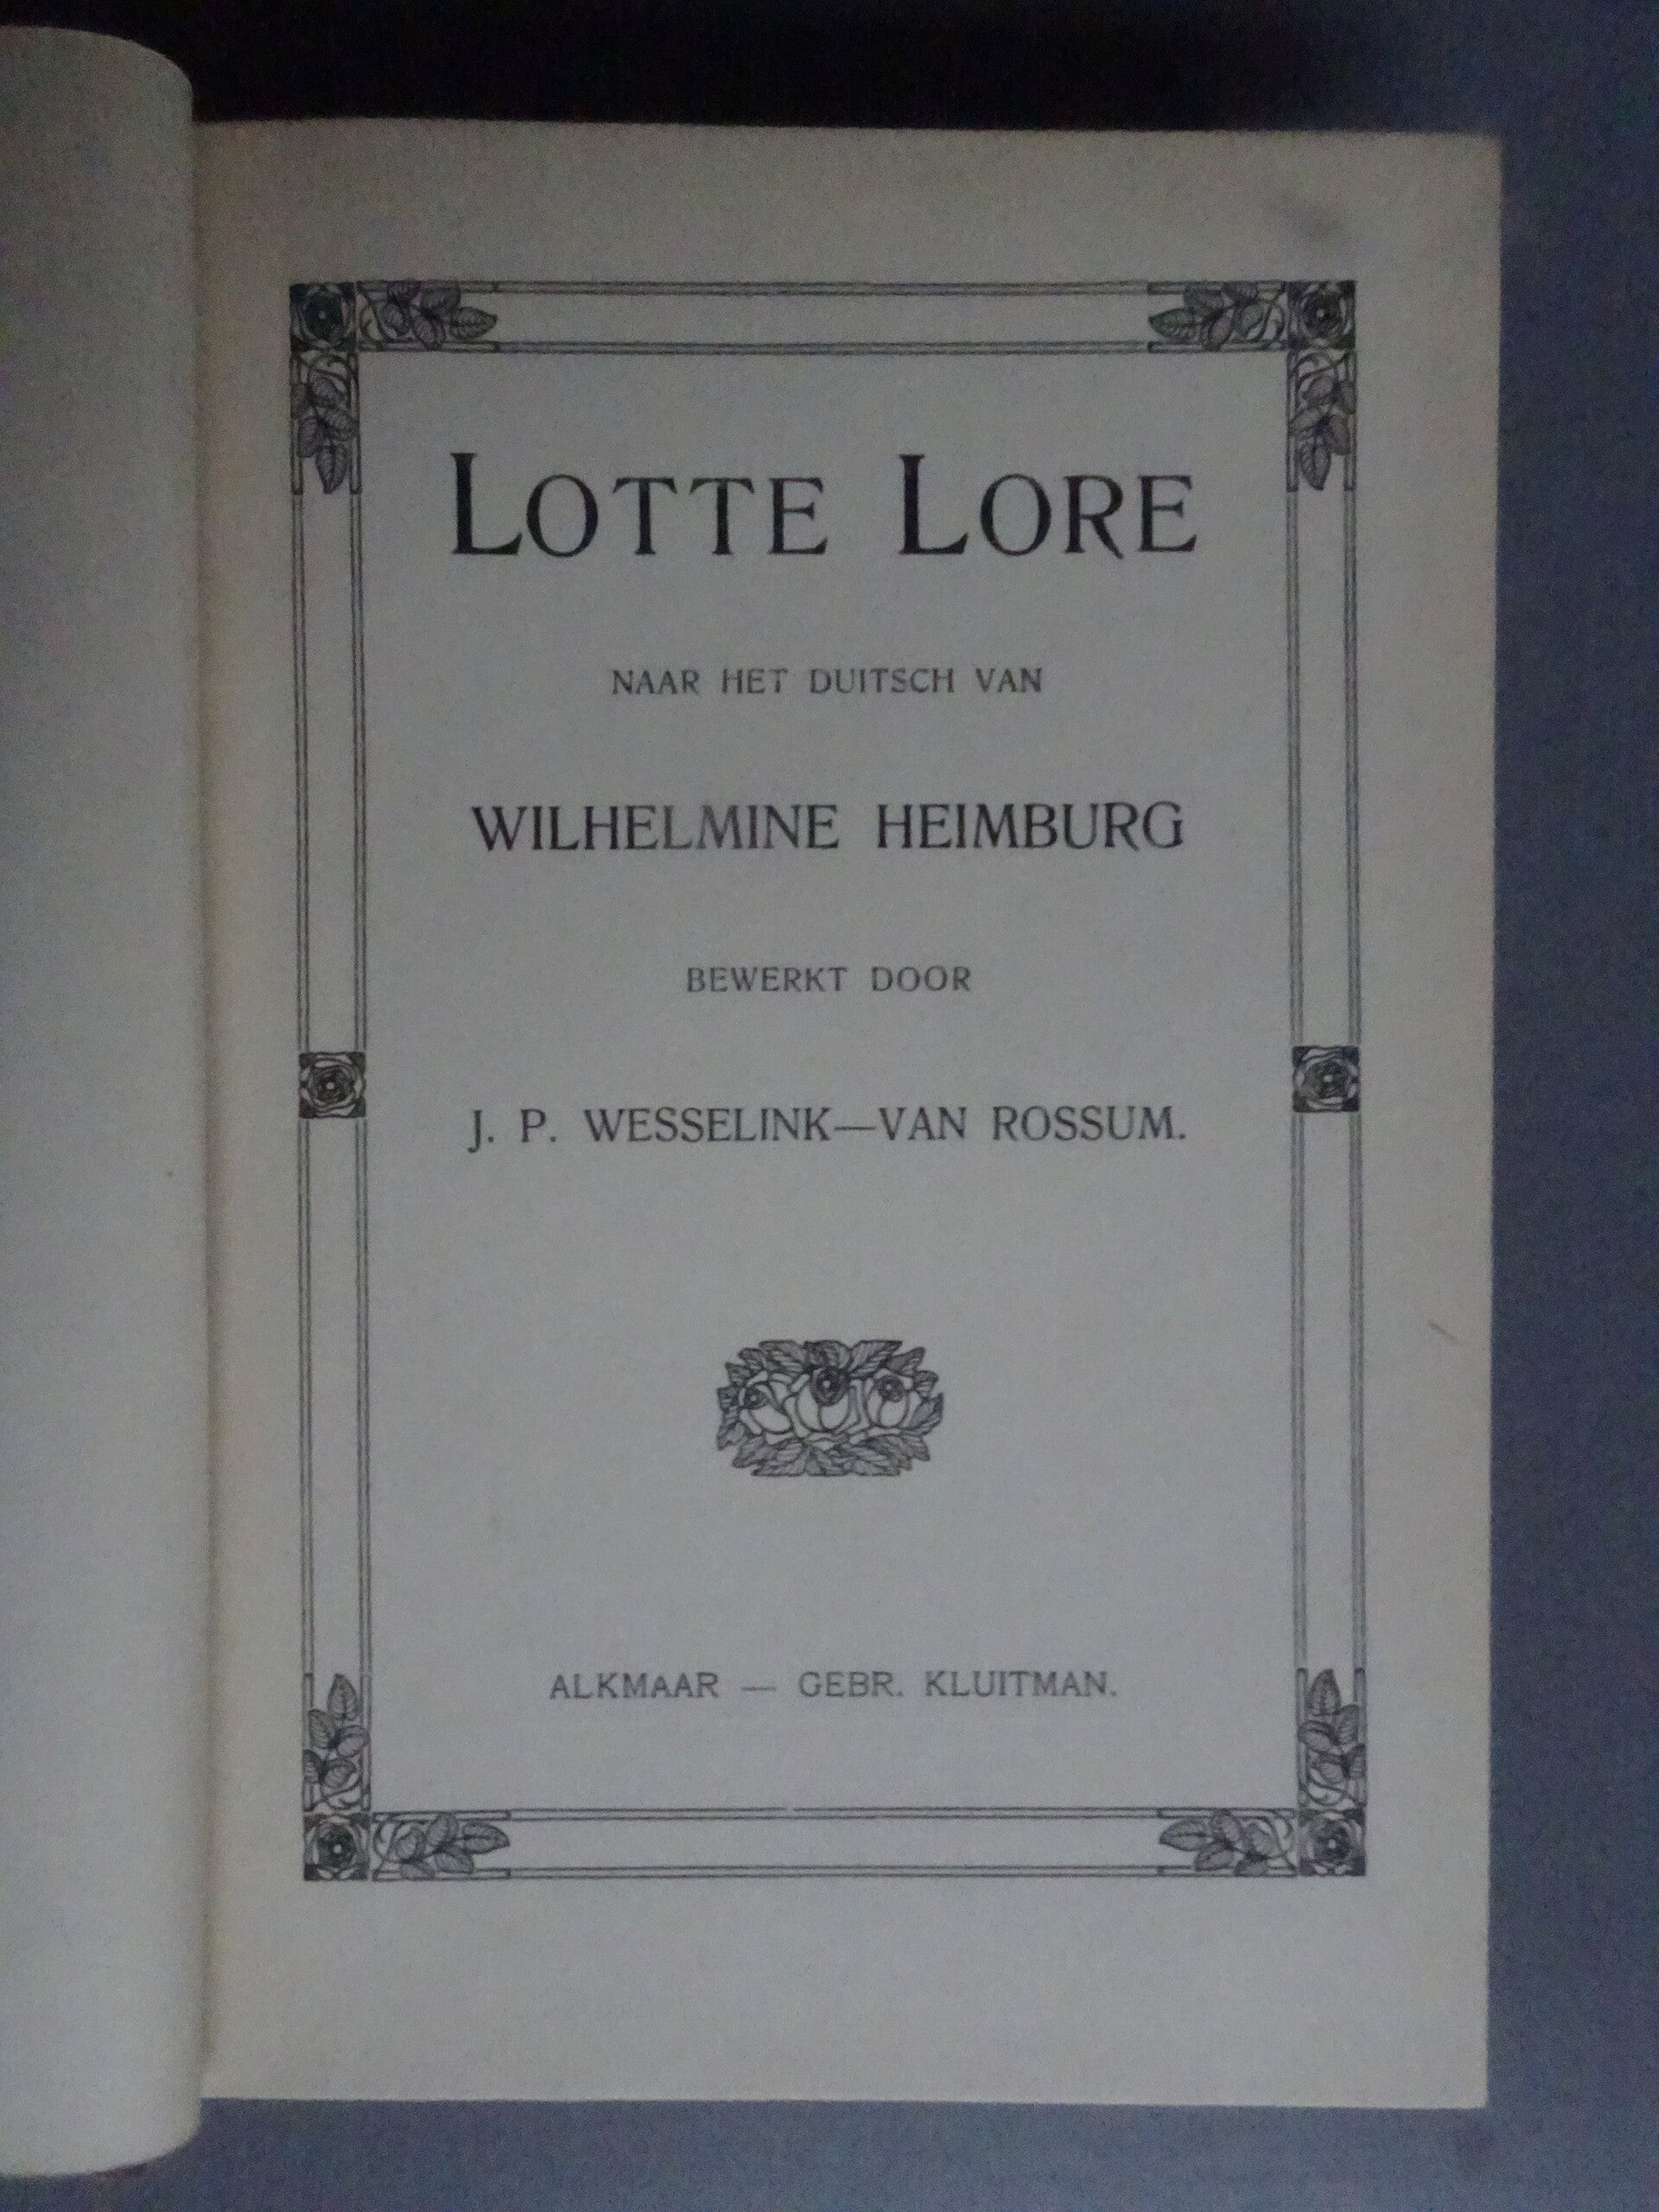 LOTTE LORE
NAAR HET DUITSCH VAN
WILHELMINE HEIMBURG
BEWERKT DOOR
J. P. WESSELINK—VAN ROSSUM.
ALKMAAR — GEBR. KLUITMAN.